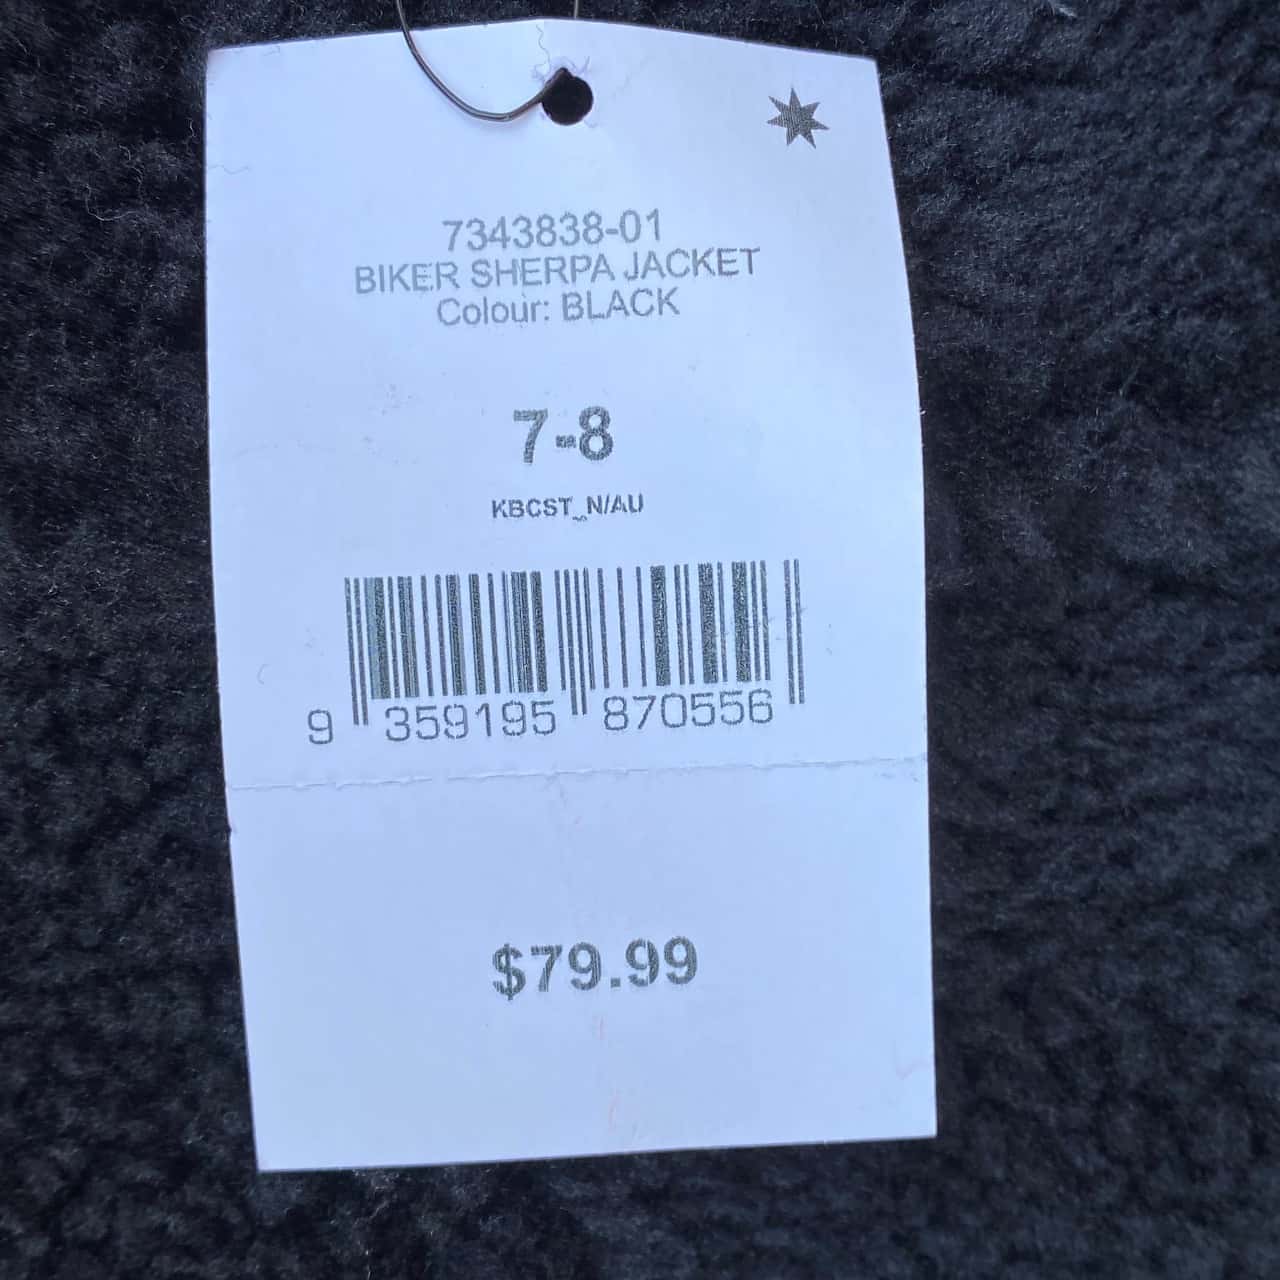 7343838-01
BIKER SHERPA JACKET
Colour: BLACK
7-8
KBCST_N/AU
9 359195 870556
$79.99